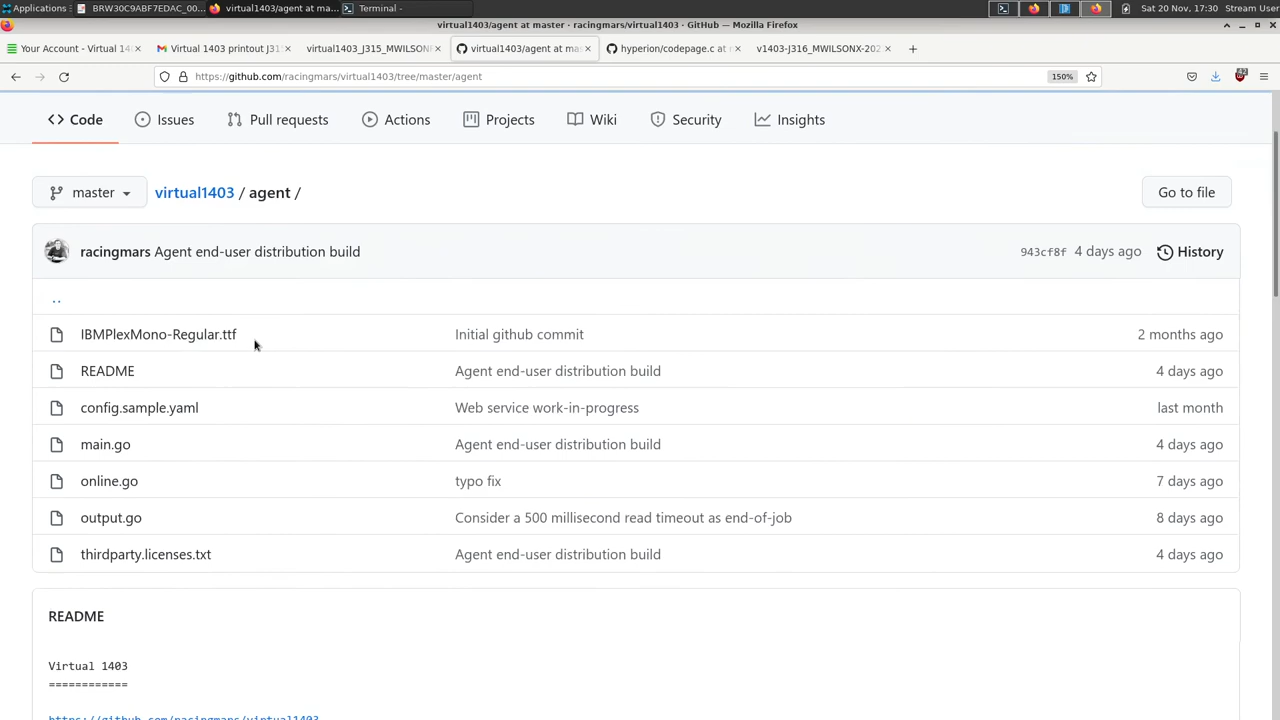 Applications
BRW30C9ABF7EDAC_00...
virtual1403/agent at ma...
Terminal -
Sat 20 Nov, 17:30
Stream User
virtual1403/agent at master · racingmars/virtual1403 · GitHub — Mozilla Firefox
Your Account - Virtual 14
Virtual 1403 printout J31
virtual1403_J315_MWILSON
virtual1403/agent at mas
hyperion/codepage.c at r
v1403-J316_MWILSONX-202
https://github.com/racingmars/virtual1403/tree/master/agent
150%
Code
Issues
Pull requests
Actions
Projects
Wiki
Security
Insights
master
virtual1403 / agent /
Go to file
racingmars Agent end-user distribution build
943cf8f 4 days ago
History
..
IBMPlexMono-Regular.ttf Initial github commit 2 months ago
README Agent end-user distribution build 4 days ago
config.sample.yaml Web service work-in-progress last month
main.go Agent end-user distribution build 4 days ago
online.go typo fix 7 days ago
output.go Consider a 500 millisecond read timeout as end-of-job 8 days ago
thirdparty.licenses.txt Agent end-user distribution build 4 days ago
README
Virtual 1403
============
https://github.com/racingmars/virtual1403